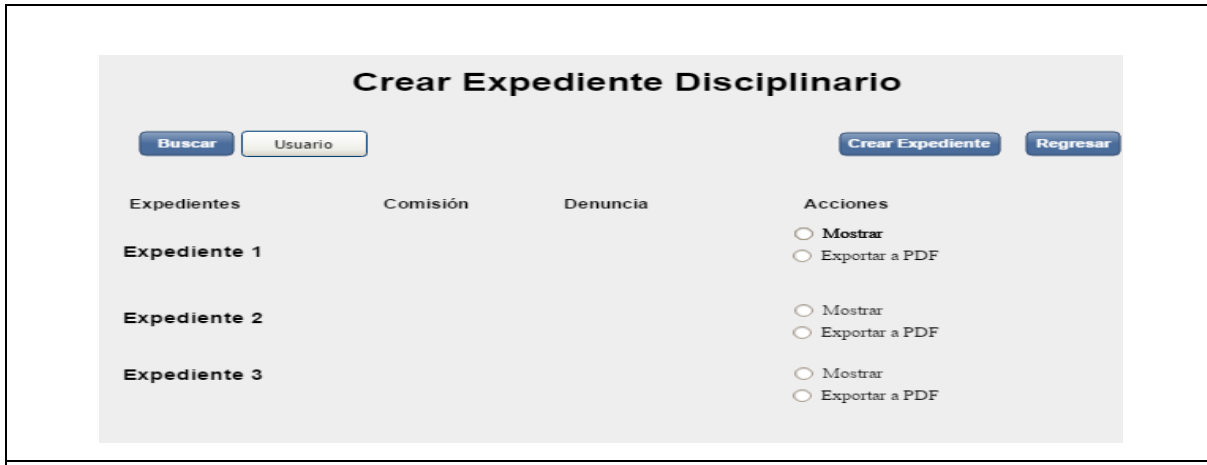 Crear Expediente Disciplinario
Buscar Usuario Crear Expediente Regresar
Expedientes Comisión Denuncia Acciones
Mostrar
Expediente 1
Exportar a PDF
Mostrar
Expediente 2
Exportar a PDF
Expediente 3 Mostrar
Exportar a PDF